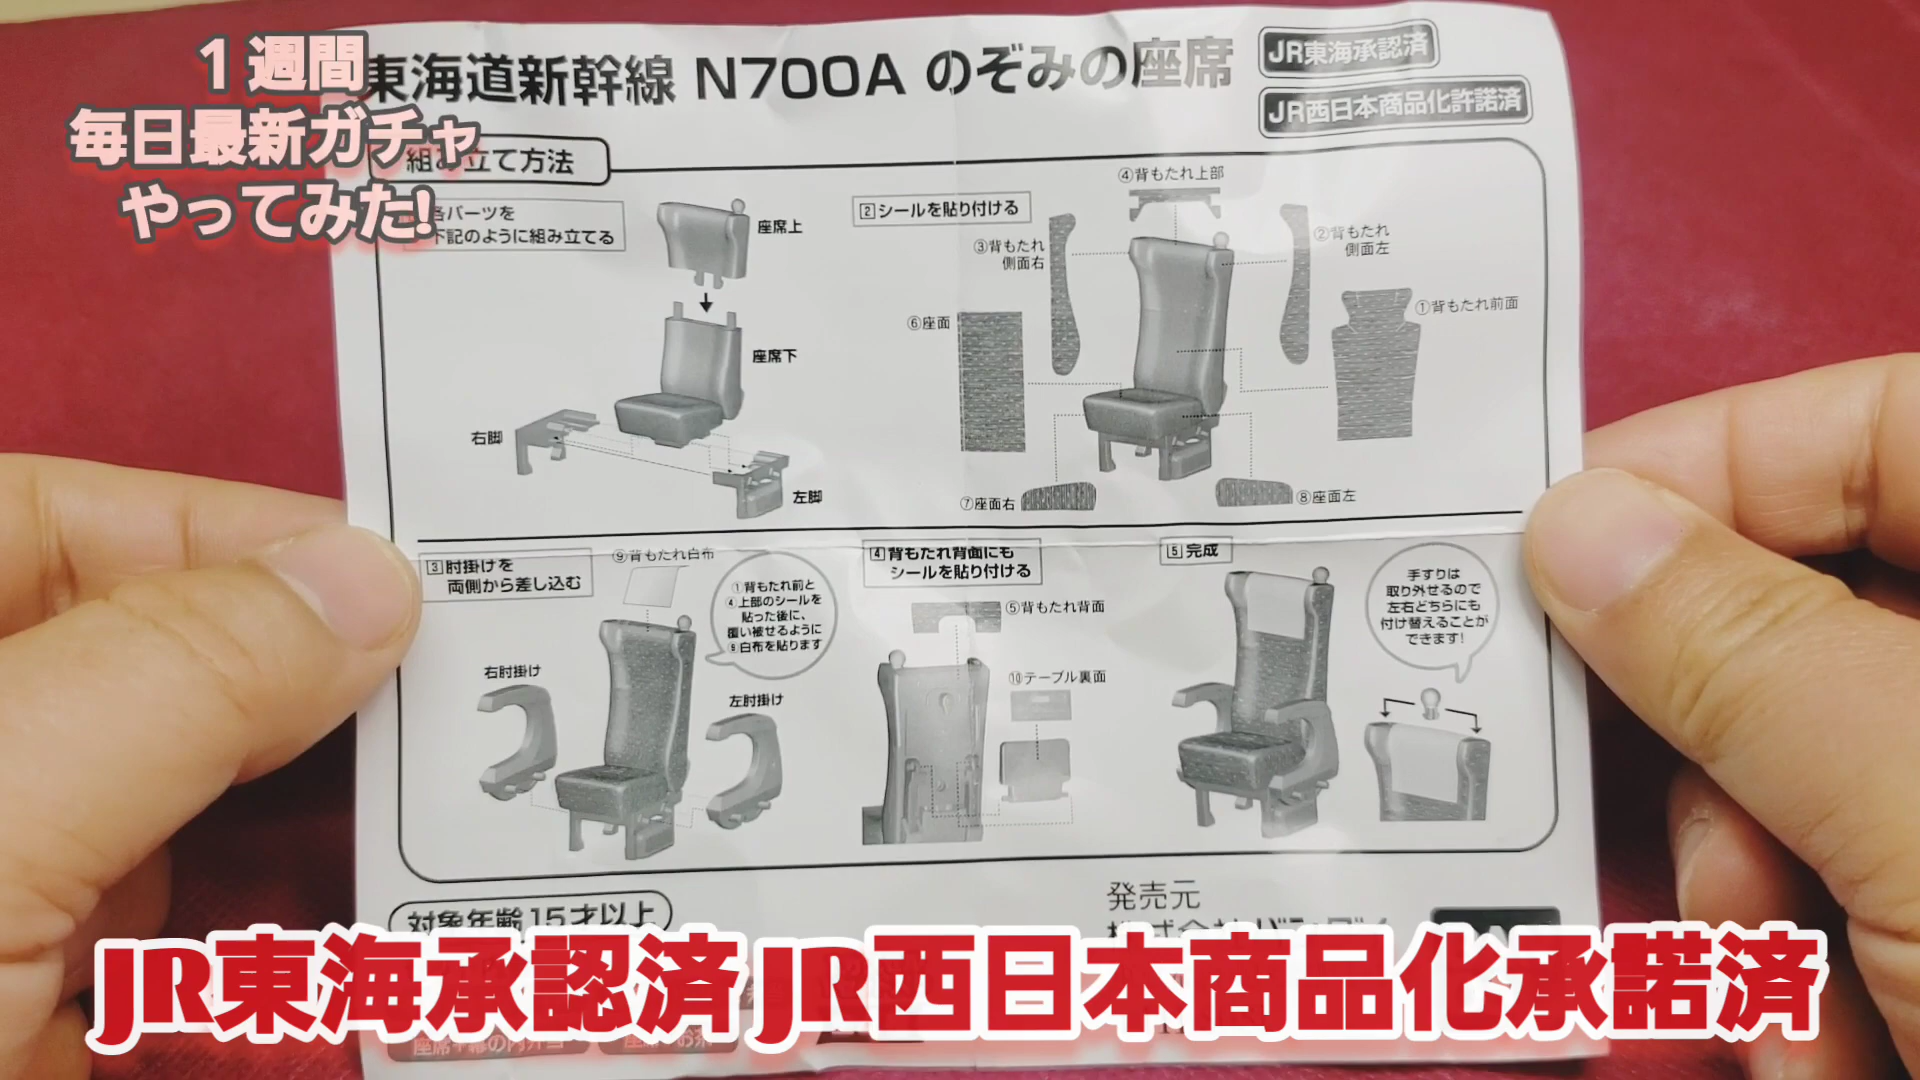 1週間
毎日最新ガチャ
やってみた!
東海道新幹線 N700A のぞみの座席
JR東海承認済
JR西日本商品化許諾済
組み立て方法
各パーツを
下記のように組み立てる
座席上
座席下
右脚
左脚
2シールを貼り付ける
④背もたれ上部
③背もたれ
側面右
②背もたれ
側面左
①背もたれ前面
⑥座面
⑦座面右
⑧座面左
3肘掛けを
両側から差し込む
⑨背もたれ白布
①背もたれ前と
④上部のシールを
貼った後に、
覆い被せるように
⑨白布を貼ります
右肘掛け
左肘掛け
4背もたれ背面にも
シールを貼り付ける
⑤背もたれ背面
⑩テーブル裏面
5完成
手すりは
取り外せるので
左右どちらにも
付け替えることが
できます!
対象年齢15才以上
発売元
JR東海承認済 JR西日本商品化承諾済